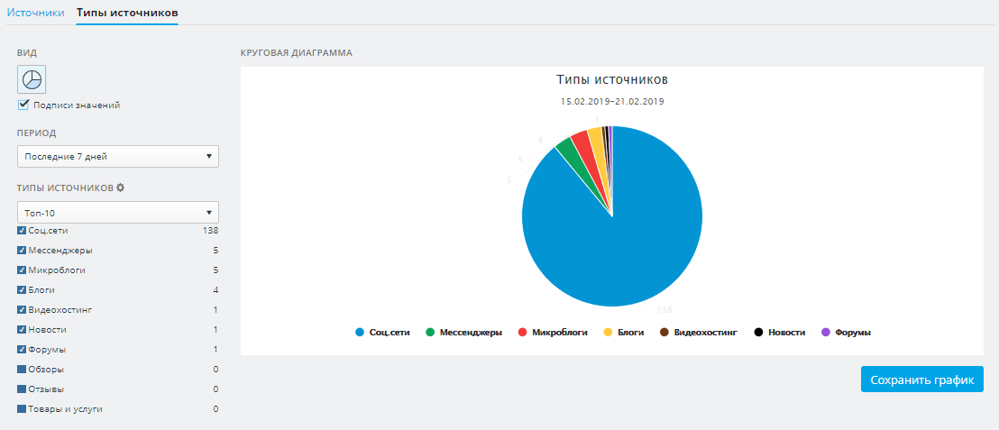 Источники Типы источников
ВИД
Подписи значений
ПЕРИОД
Последние 7 дней
ТИПЫ ИСТОЧНИКОВ
Топ-10
Соц.сети 138
Мессенджеры 5
Микроблоги 5
Блоги 4
Видеохостинг 1
Новости 1
Форумы 1
Обзоры 0
Отзывы 0
Товары и услуги 0
КРУГОВАЯ ДИАГРАММА
Типы источников
15.02.2019–21.02.2019
1
4
5
5
138
Соц.сети Мессенджеры Микроблоги Блоги Видеохостинг Новости Форумы
Сохранить график